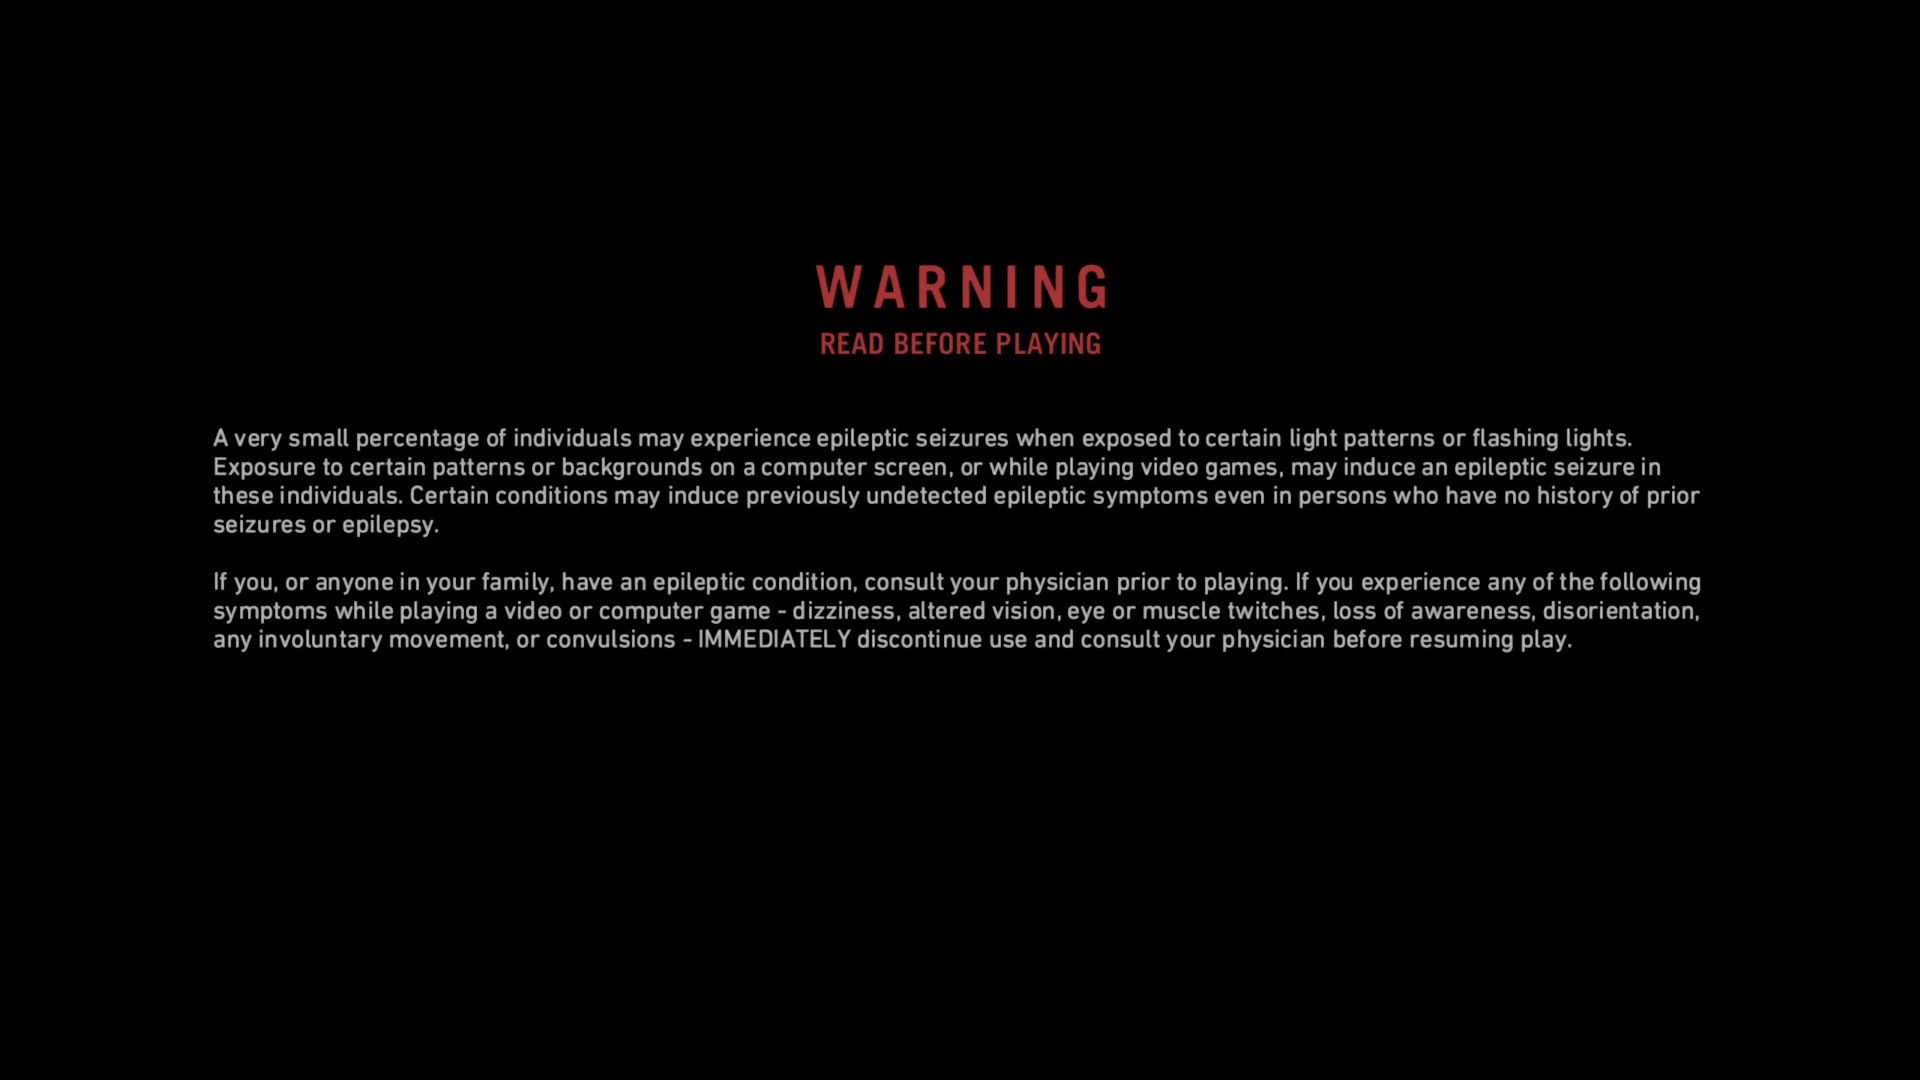 WARNING
READ BEFORE PLAYING
A very small percentage of individuals may experience epileptic seizures when exposed to certain light patterns or flashing lights.
Exposure to certain patterns or backgrounds on a computer screen, or while playing video games, may induce an epileptic seizure in
these individuals. Certain conditions may induce previously undetected epileptic symptoms even in persons who have no history of prior
seizures or epilepsy.
If you, or anyone in your family, have an epileptic condition, consult your physician prior to playing. If you experience any of the following
symptoms while playing a video or computer game - dizziness, altered vision, eye or muscle twitches, loss of awareness, disorientation,
any involuntary movement, or convulsions - IMMEDIATELY discontinue use and consult your physician before resuming play.